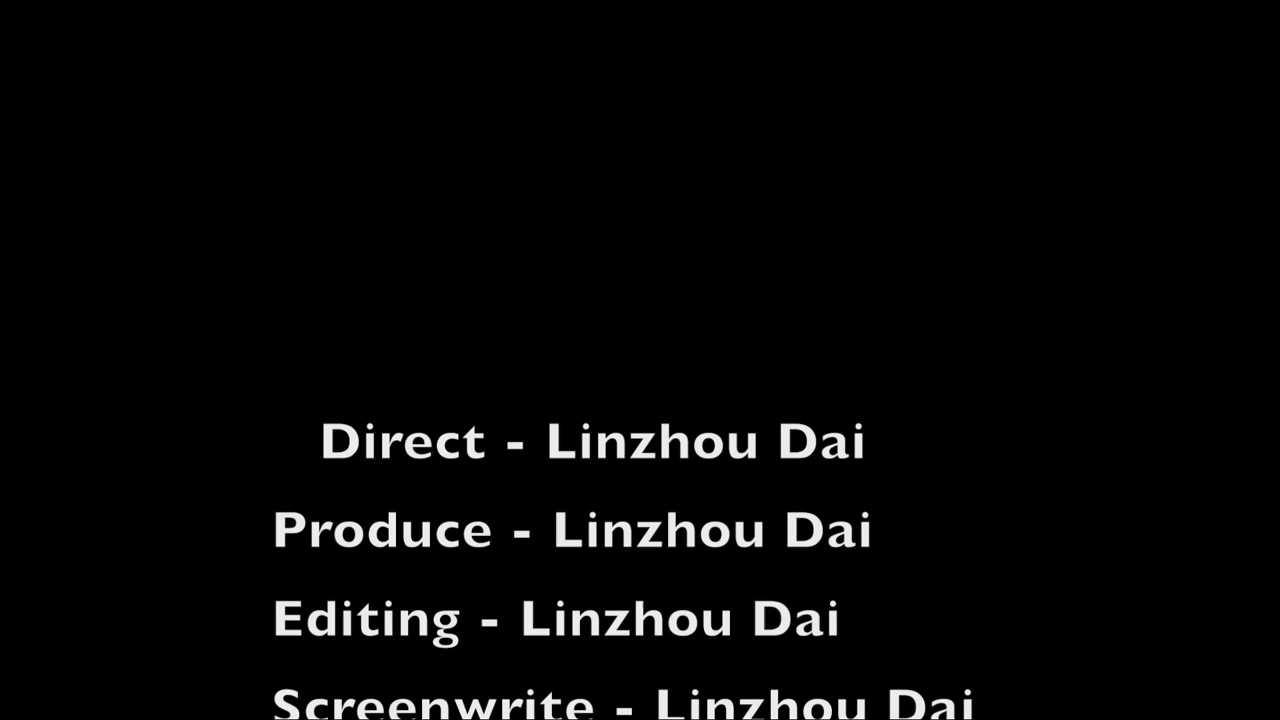 Direct - Linzhou Dai
Produce - Linzhou Dai
Editing - Linzhou Dai
Screenwrite - Linzhou Dai